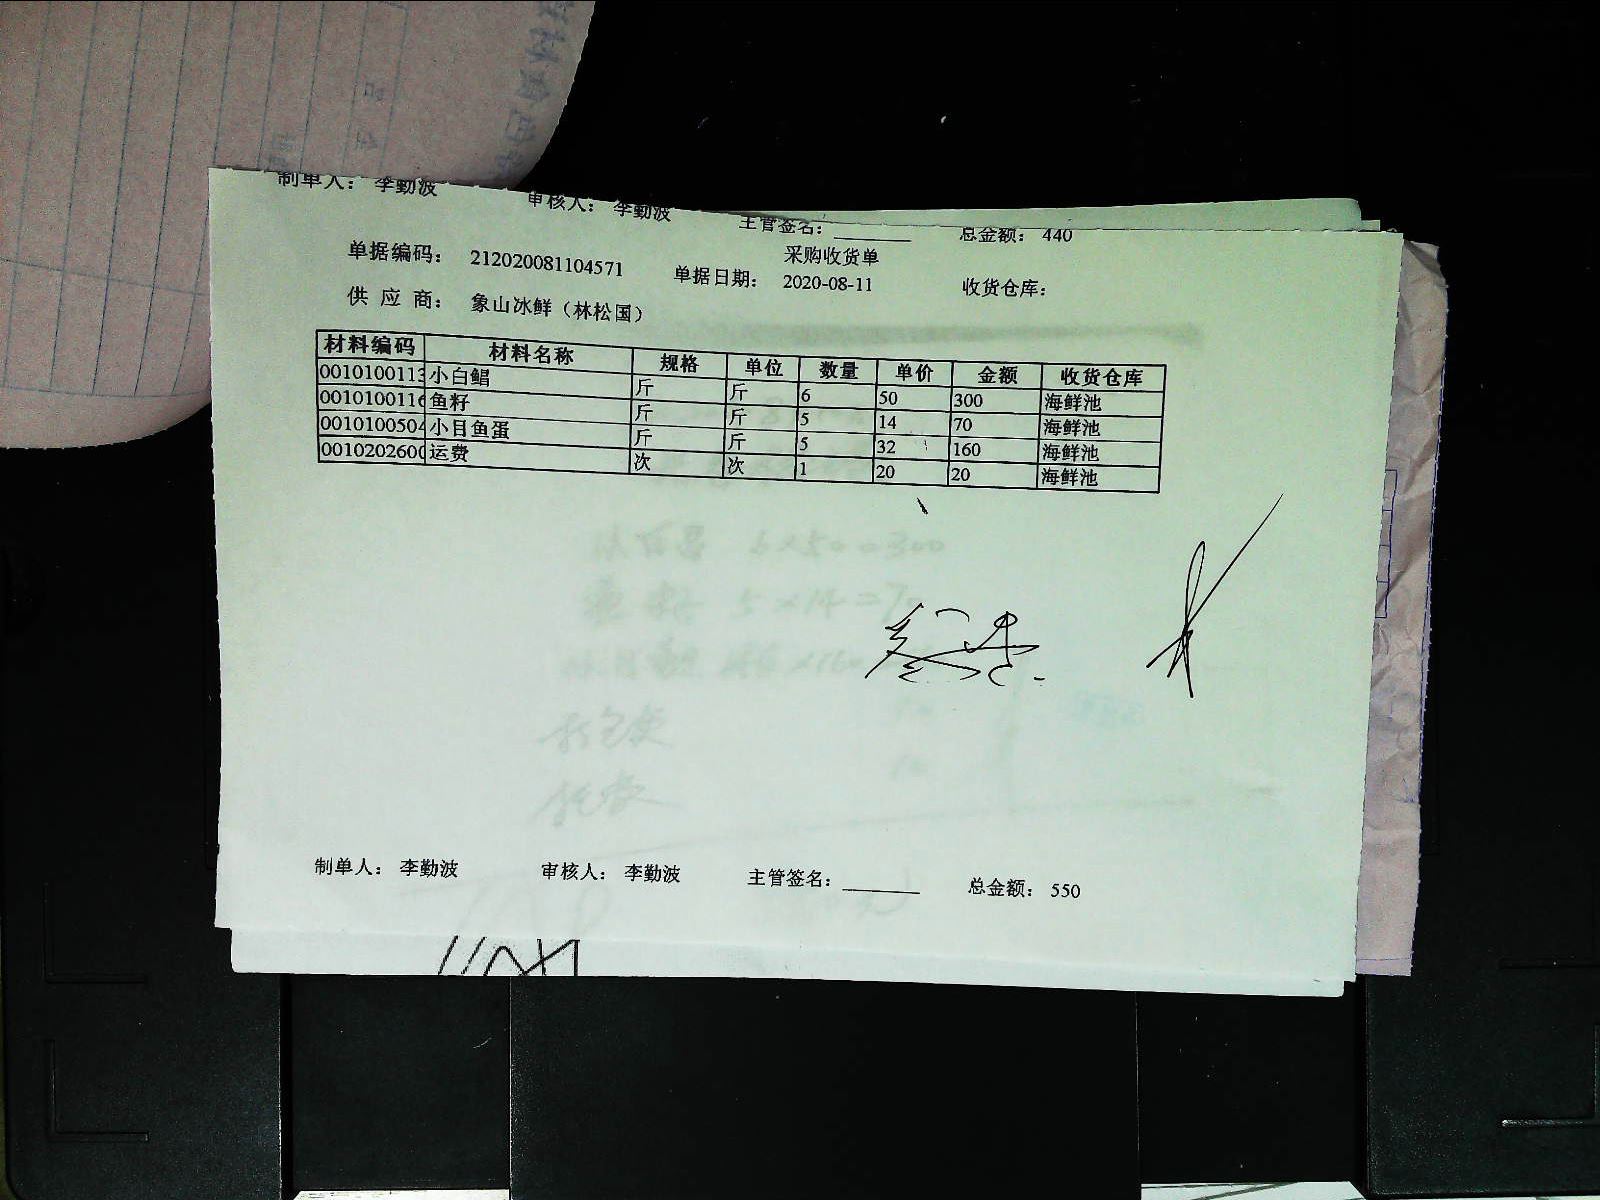 制单人： 李勤波 审核人： 李勤波 主管签名：________ 总金额： 440
采购收货单
单据编码： 212020081104571 单据日期： 2020-08-11 收货仓库：
供 应 商： 象山冰鲜（林松国）
材料编码 材料名称 规格 单位 数量 单价 金额 收货仓库
0010100113 小白鲳 斤 斤 6 50 300 海鲜池
0010100116 鱼籽 斤 斤 5 14 70 海鲜池
0010100504 小目鱼蛋 斤 斤 5 32 160 海鲜池
0010202600 运费 次 次 1 20 20 海鲜池
制单人： 李勤波 审核人： 李勤波 主管签名：________ 总金额： 550